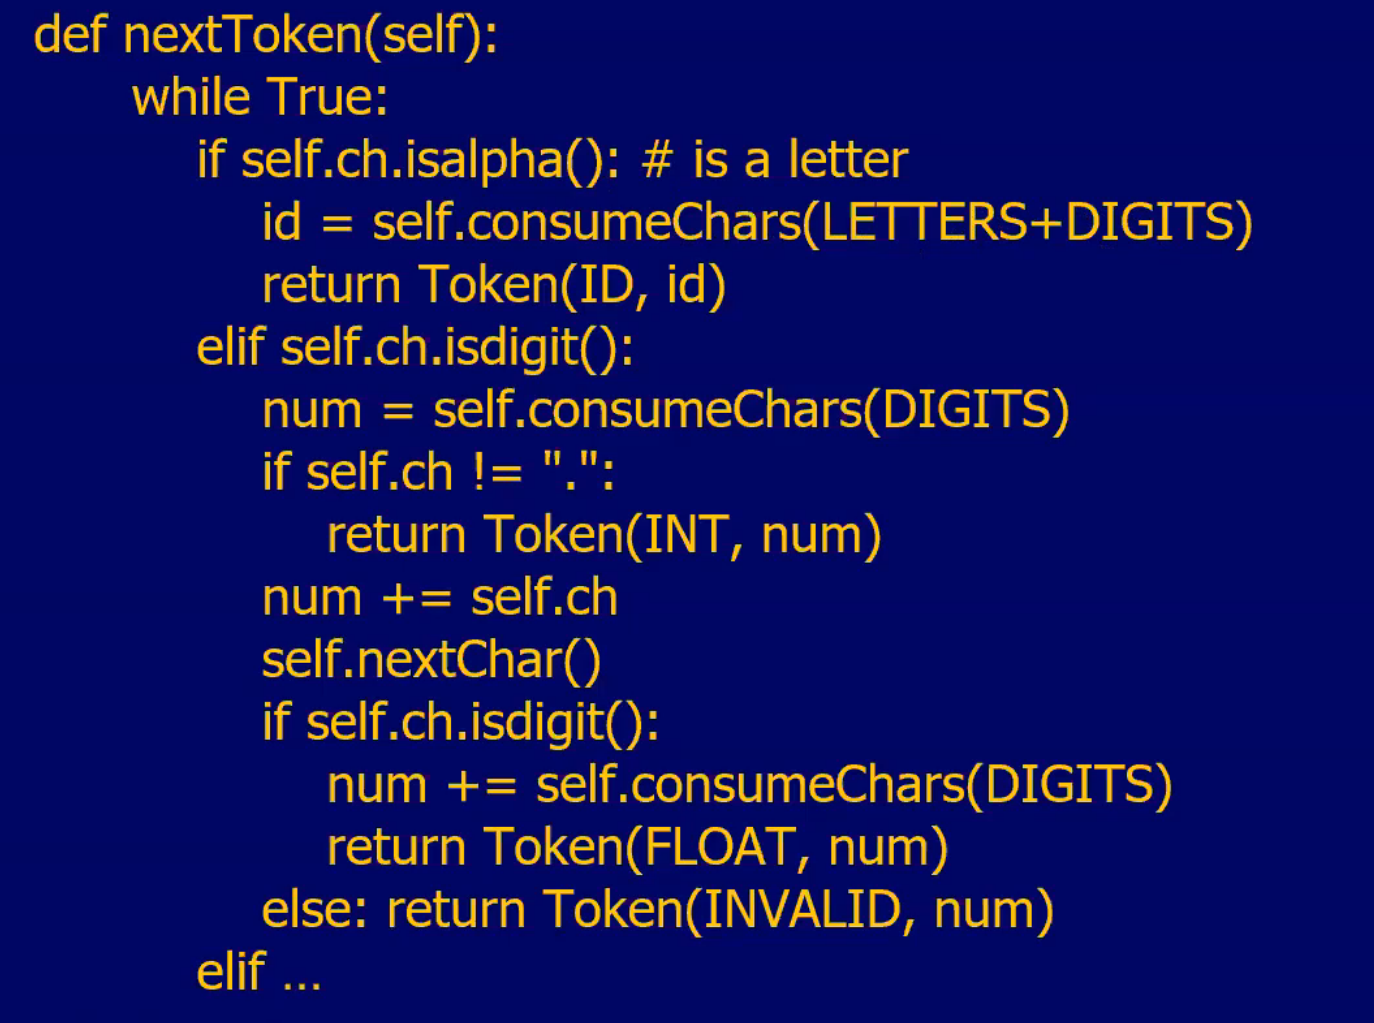 def nextToken(self):
while True:
if self.ch.isalpha(): # is a letter
id = self.consumeChars(LETTERS+DIGITS)
return Token(ID, id)
elif self.ch.isdigit():
num = self.consumeChars(DIGITS)
if self.ch != ".":
return Token(INT, num)
num += self.ch
self.nextChar()
if self.ch.isdigit():
num += self.consumeChars(DIGITS)
return Token(FLOAT, num)
else: return Token(INVALID, num)
elif ...